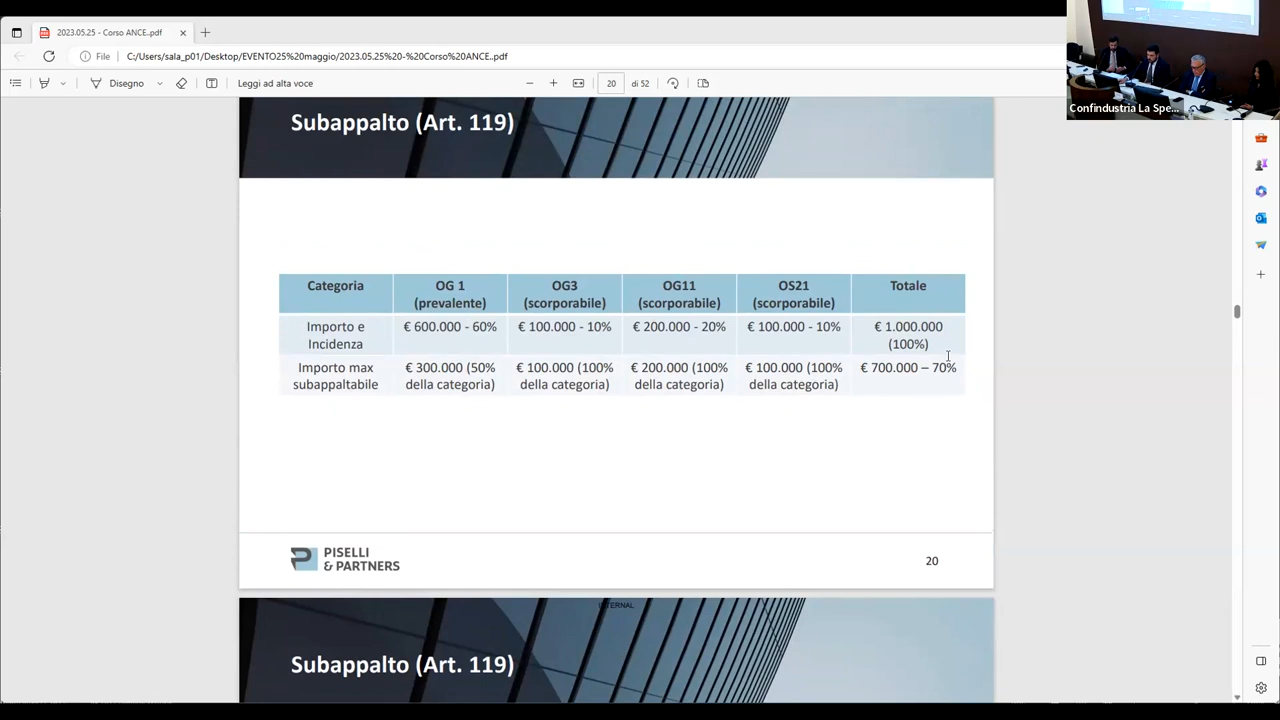 2023.05.25 - Corso ANCE.pdf
File
C:/Users/sala_p01/Desktop/EVENTO25%20maggio/2023.05.25%20-%20Corso%20ANCE..pdf
Disegno
Leggi ad alta voce
20
di 52
Confindustria La Spe...
Subappalto (Art. 119)
Categoria
OG 1
(prevalente)
OG3
(scorporabile)
OG11
(scorporabile)
OS21
(scorporabile)
Totale
Importo e
Incidenza
€ 600.000 - 60%
€ 100.000 - 10%
€ 200.000 - 20%
€ 100.000 - 10%
€ 1.000.000
(100%)
Importo max
subappaltabile
€ 300.000 (50%
della categoria)
€ 100.000 (100%
della categoria)
€ 200.000 (100%
della categoria)
€ 100.000 (100%
della categoria)
€ 700.000 – 70%
PISELLI
& PARTNERS
20
INTERNAL
Subappalto (Art. 119)